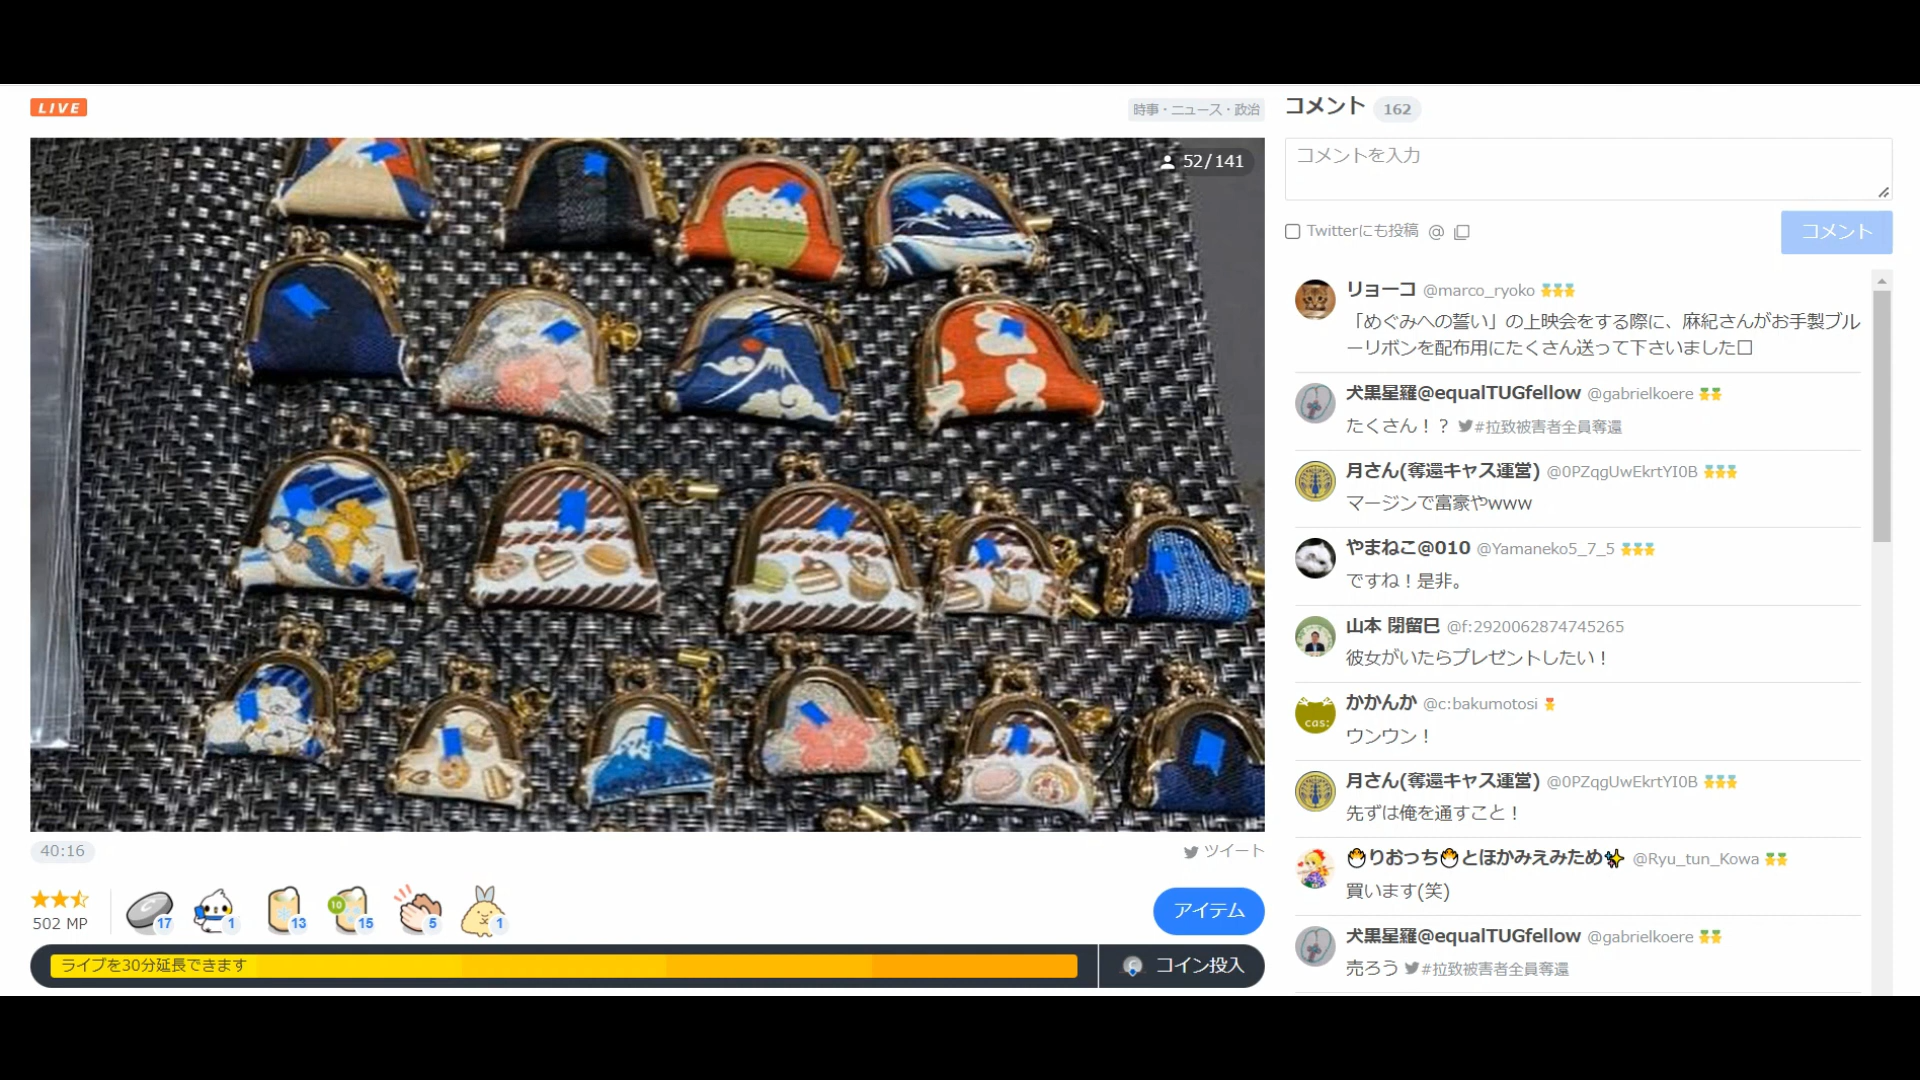 LIVE
時事・ニュース・政治
52/141
40:16
ツイート
502 MP
17
1
13
10
15
5
1
アイテム
ライブを30分延長できます
コイン投入
コメント 162
コメントを入力
Twitterにも投稿 @
コメント
リョーコ @marco_ryoko
「めぐみへの誓い」の上映会をする際に、麻紀さんがお手製ブル
ーリボンを配布用にたくさん送って下さいました□
犬黒星羅@equalTUGfellow @gabrielkoere
たくさん！？ #拉致被害者全員奪還
月さん(奪還キャス運営) @0PZqgUwEkrtYI0B
マージンで富豪やwww
やまねこ@010 @Yamaneko5_7_5
ですね！是非。
山本 閉留巳 @f:2920062874745265
彼女がいたらプレゼントしたい！
かかんか @c:bakumotosi
cas:
ウンウン！
月さん(奪還キャス運営) @0PZqgUwEkrtYI0B
先ずは俺を通すこと！
🐣りおっち🐣とほかみえみため✨ @Ryu_tun_Kowa
買います(笑)
犬黒星羅@equalTUGfellow @gabrielkoere
売ろう #拉致被害者全員奪還